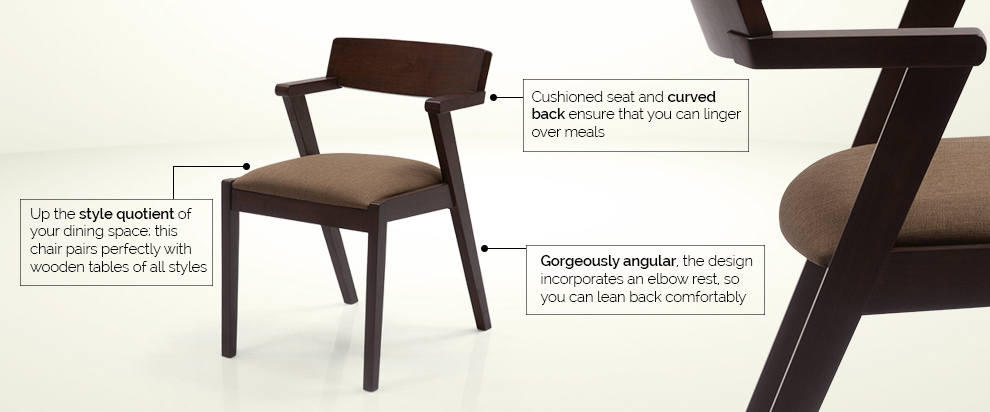 Cushioned seat and curved
back ensure that you can linger
over meals
Up the style quotient of
your dining space: this
chair pairs perfectly with
wooden tables of all styles
Gorgeously angular, the design
incorporates an elbow rest, so
you can lean back comfortably